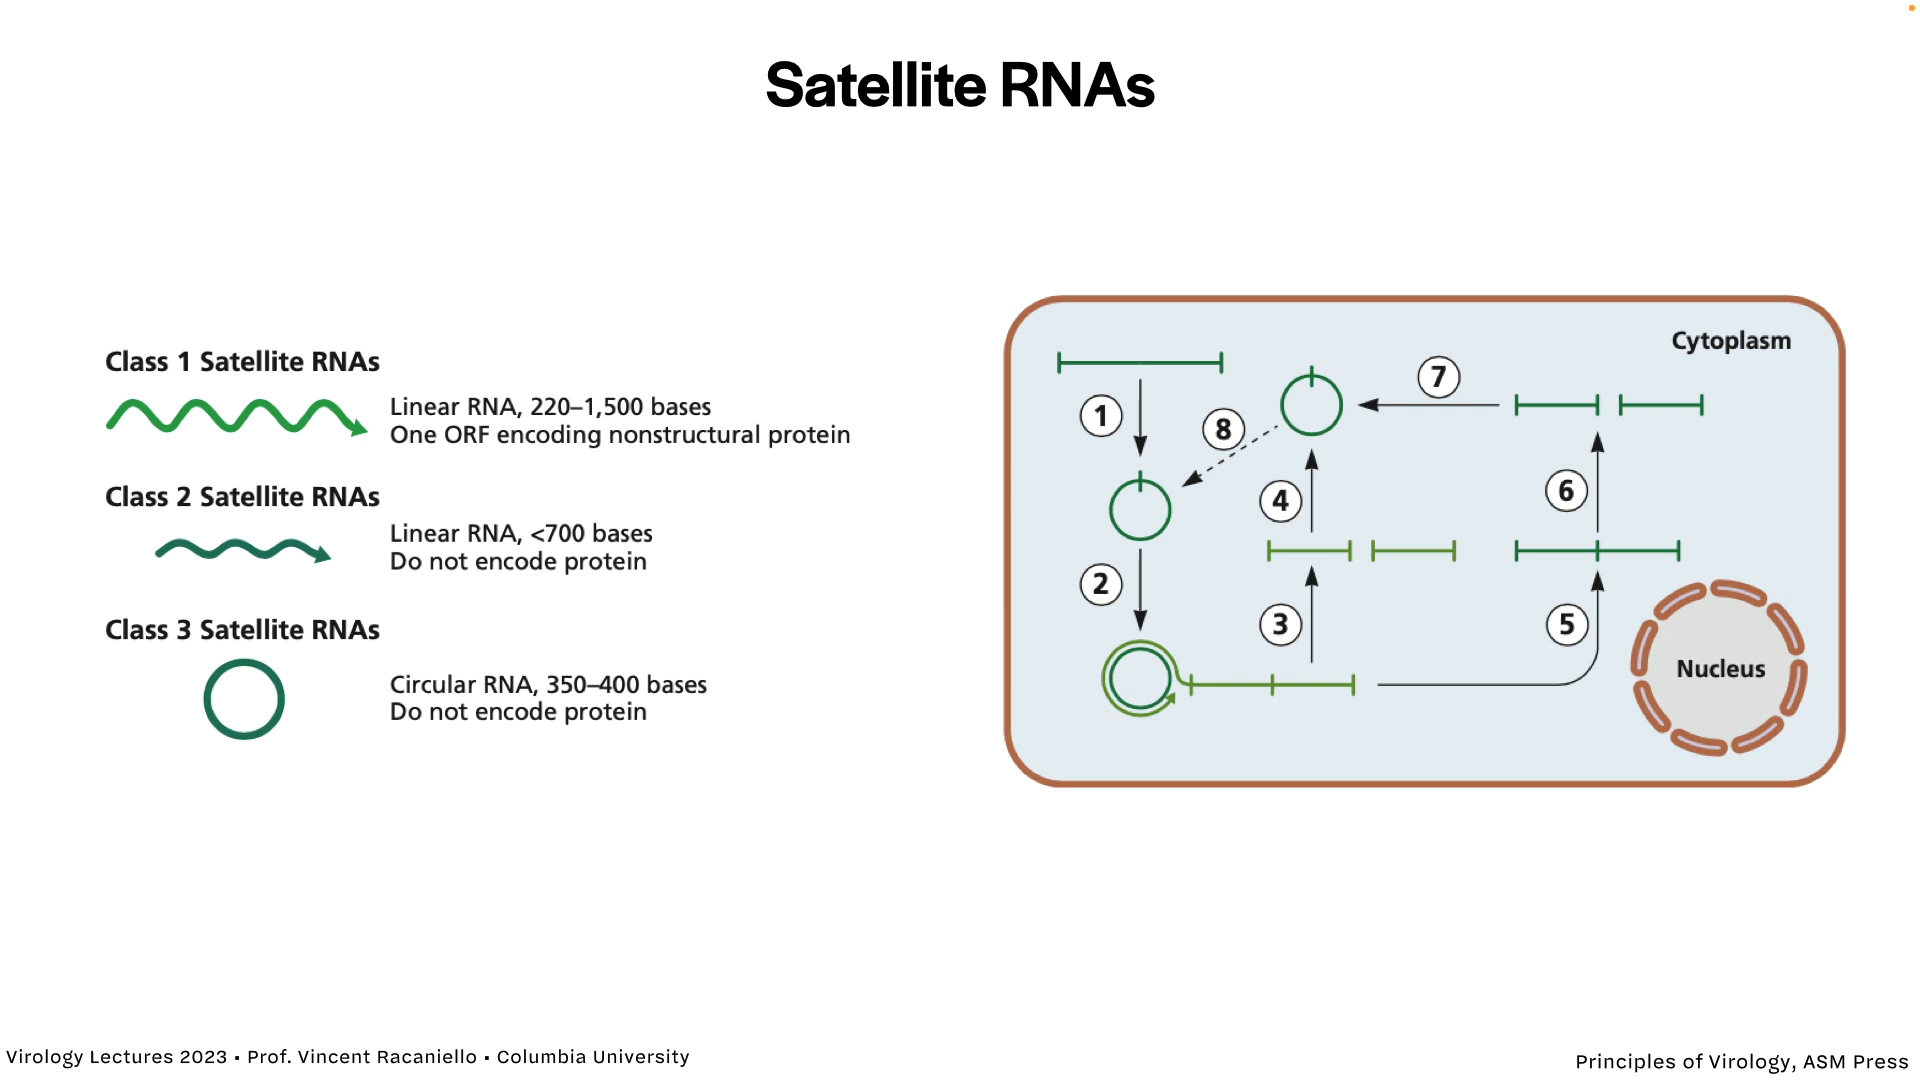 Satellite RNAs
Class 1 Satellite RNAs
Linear RNA, 220–1,500 bases
One ORF encoding nonstructural protein
Class 2 Satellite RNAs
Linear RNA, <700 bases
Do not encode protein
Class 3 Satellite RNAs
Circular RNA, 350–400 bases
Do not encode protein
Cytoplasm
1
8
7
2
4
6
3
5
Nucleus
Virology Lectures 2023 • Prof. Vincent Racaniello • Columbia University
Principles of Virology, ASM Press